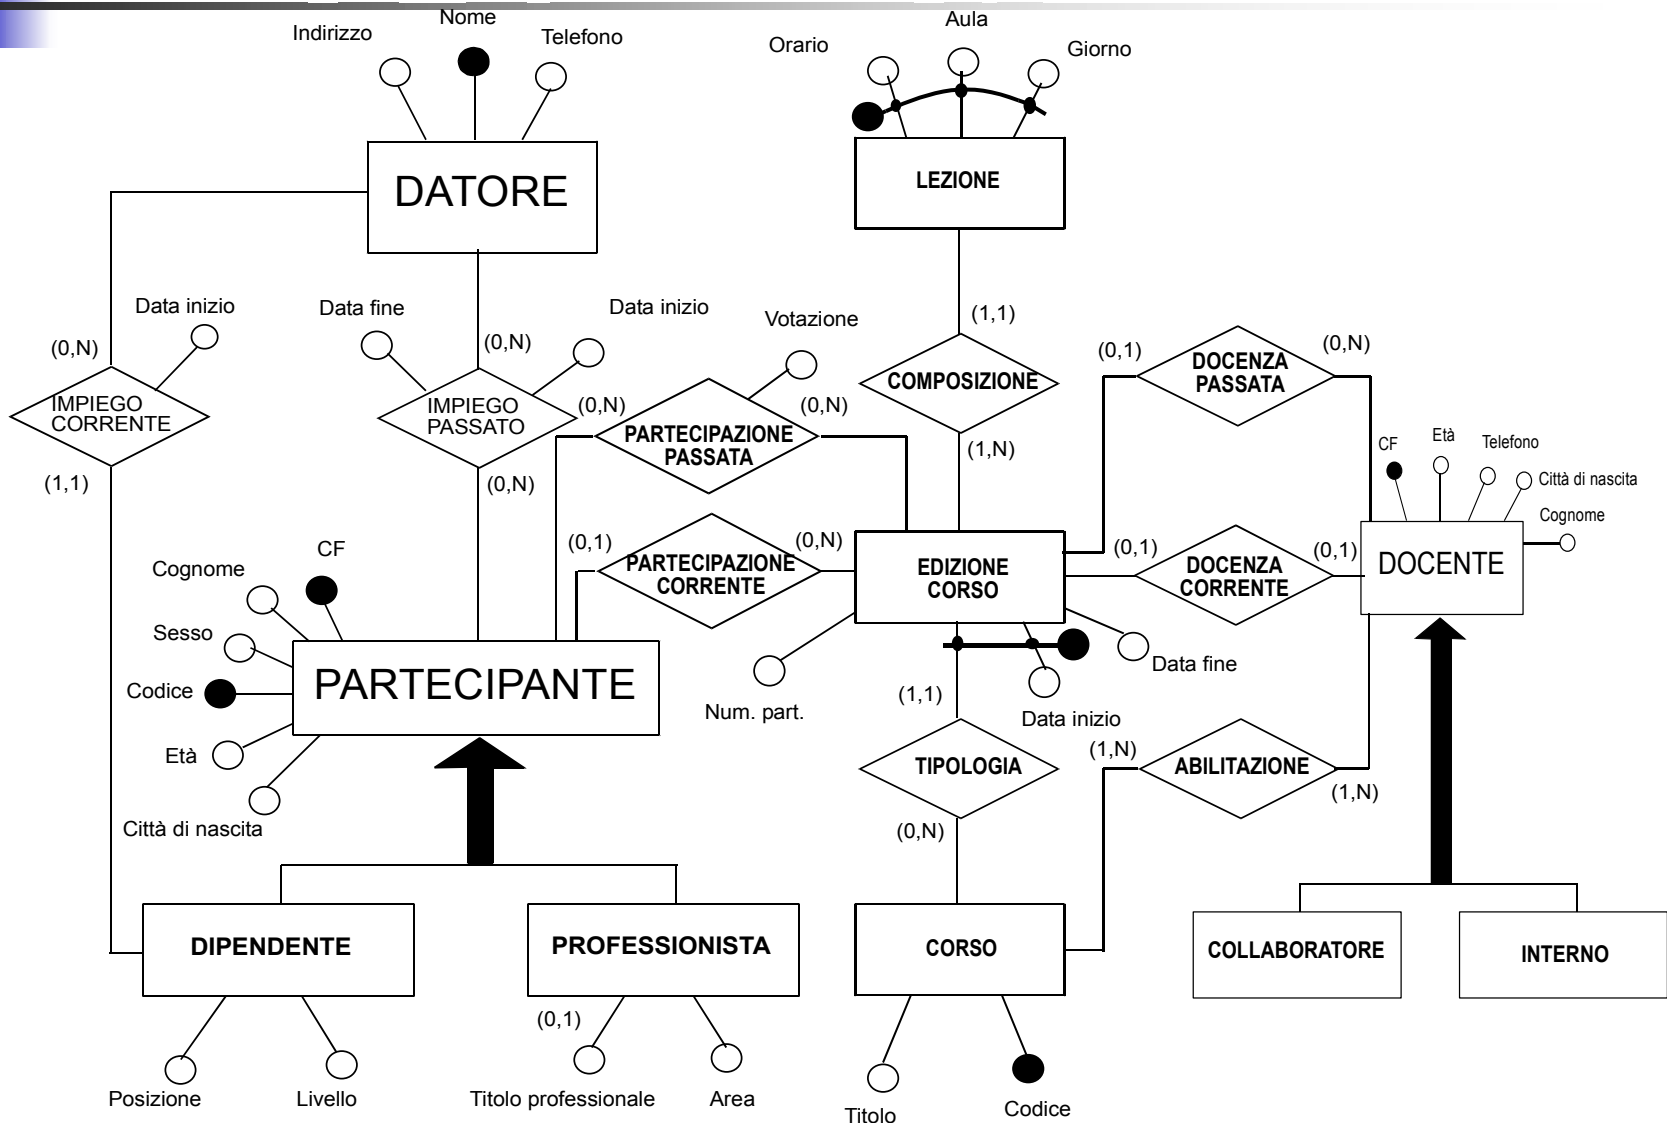 Nome
Indirizzo
Telefono
Aula
Orario
Giorno
DATORE
LEZIONE
Data inizio
Data fine
Data inizio
Votazione
(0,N)
(0,N)
(1,1)
(0,1)
(0,N)
IMPIEGO
CORRENTE
IMPIEGO
PASSATO
(0,N)
(0,N)
PARTECIPAZIONE
PASSATA
COMPOSIZIONE
DOCENZA
PASSATA
(1,1)
(0,N)
(1,N)
CF
Età
Telefono
Città di nascita
Cognome
CF
Cognome
Sesso
Codice
Età
Città di nascita
PARTECIPANTE
(0,1)
(0,N)
PARTECIPAZIONE
CORRENTE
EDIZIONE
CORSO
(0,1)
(0,1)
DOCENZA
CORRENTE
DOCENTE
Num. part.
Data fine
Data inizio
(1,1)
TIPOLOGIA
(0,N)
(1,N)
ABILITAZIONE
(1,N)
DIPENDENTE
PROFESSIONISTA
CORSO
COLLABORATORE
INTERNO
(0,1)
Posizione
Livello
Titolo professionale
Area
Titolo
Codice